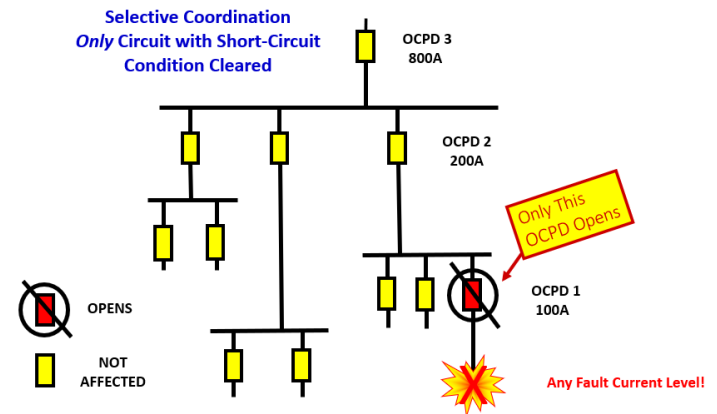 Selective Coordination
Only Circuit with Short-Circuit
Condition Cleared
OCPD 3
800A
OCPD 2
200A
Only This
OCPD Opens
OCPD 1
100A
OPENS
NOT
AFFECTED
X
Any Fault Current Level!